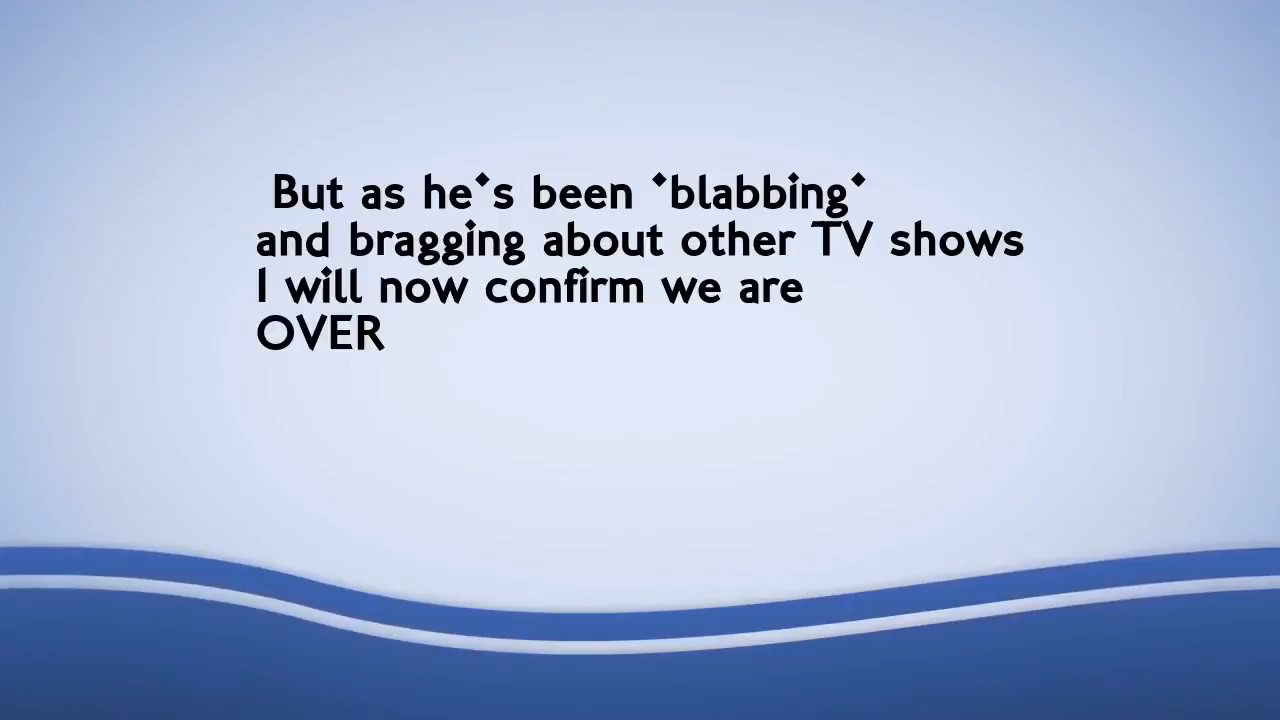 But as he's been 'blabbing'
and bragging about other TV shows
I will now confirm we are
OVER